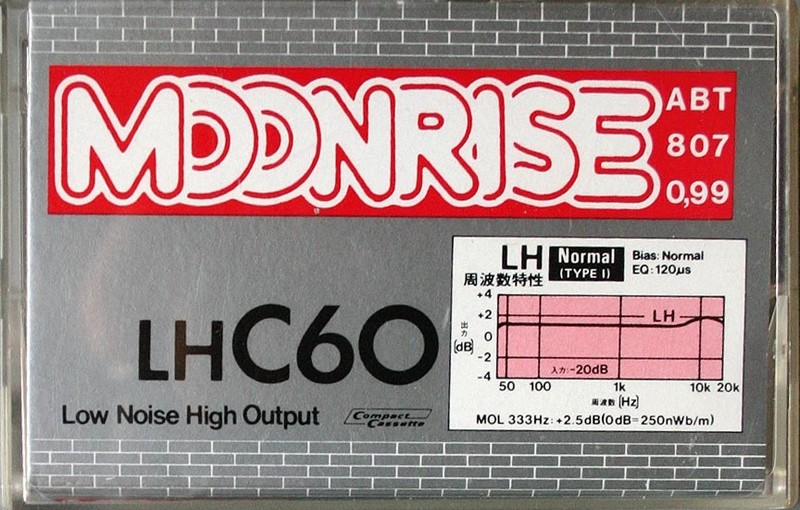 MOONRISE
ABT
807
0,99
LH Normal (TYPE I)
Bias: Normal
EQ: 120µs
周波数特性
+4
+2
0
-2
-4
出力
[dB]
LH
入力: -20dB
50 100 1k 10k 20k
周波数 [Hz]
MOL 333Hz: +2.5dB(0dB=250nWb/m)
LHC60
Low Noise High Output
Compact
Cassette